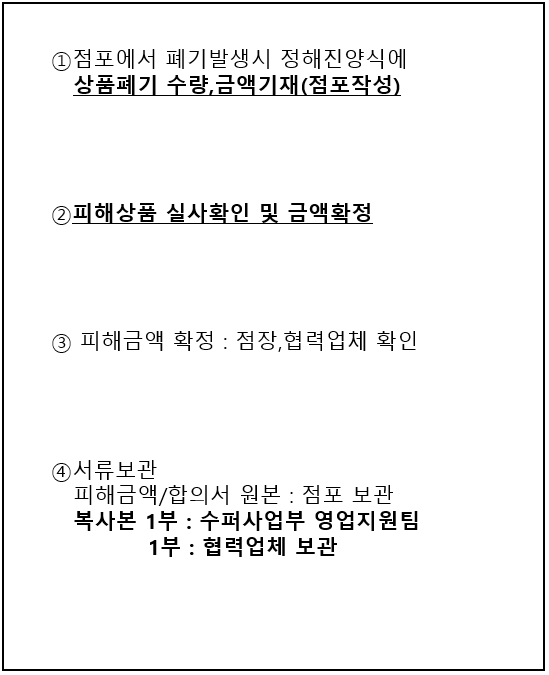 ①점포에서 폐기발생시 정해진양식에
상품폐기 수량,금액기재(점포작성)
②피해상품 실사확인 및 금액확정
③ 피해금액 확정 : 점장,협력업체 확인
④서류보관
피해금액/합의서 원본 : 점포 보관
복사본 1부 : 수퍼사업부 영업지원팀
1부 : 협력업체 보관